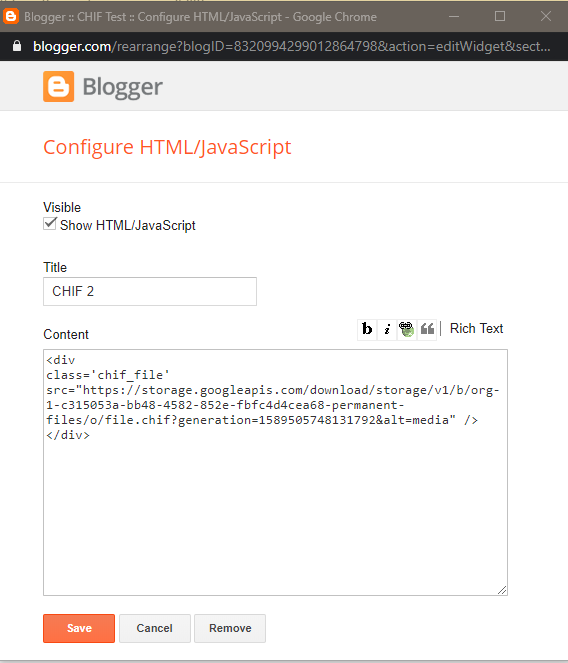 Blogger :: CHIF Test :: Configure HTML/JavaScript - Google Chrome
blogger.com/rearrange?blogID=8320994299012864798&action=editWidget&sect...
Blogger
Configure HTML/JavaScript
Visible
Show HTML/JavaScript
Title
CHIF 2
Content
b i Rich Text
<div
class='chif_file'
src="https://storage.googleapis.com/download/storage/v1/b/org-
1-c315053a-bb48-4582-852e-fbfc4d4cea68-permanent-
files/o/file.chif?generation=1589505748131792&alt=media" />
</div>
Save Cancel Remove